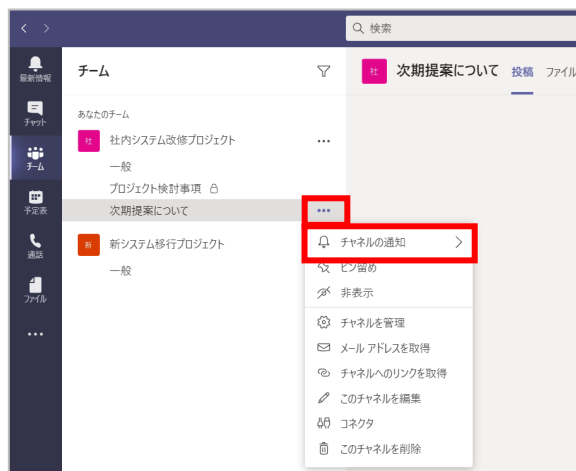 検索
最新情報
チャット
チーム
予定表
通話
ファイル
チーム
あなたのチーム
社 社内システム改修プロジェクト
一般
プロジェクト検討事項
次期提案について
新 新システム移行プロジェクト
一般
社 次期提案について 投稿 ファイル
チャネルの通知
ピン留め
非表示
チャネルを管理
メール アドレスを取得
チャネルへのリンクを取得
このチャネルを編集
コネクタ
このチャネルを削除